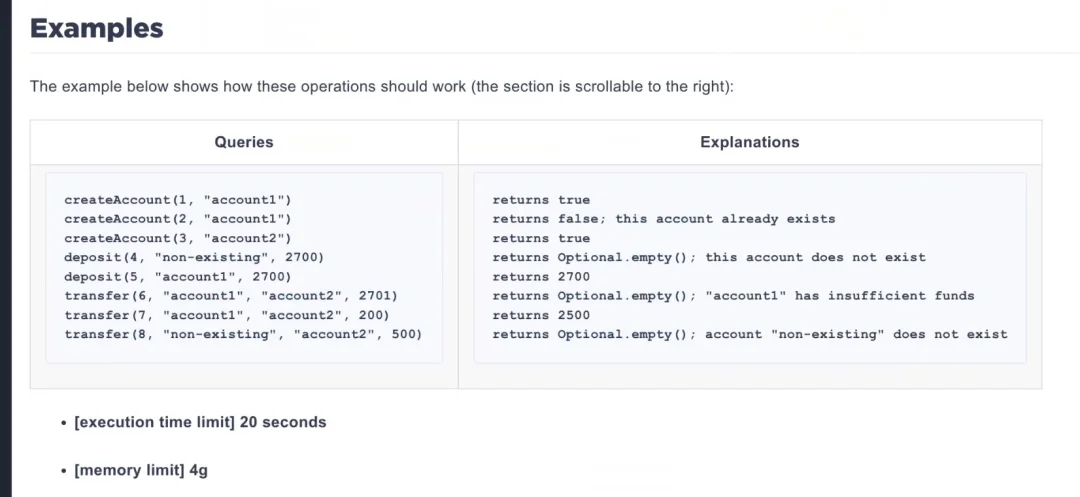 Examples
The example below shows how these operations should work (the section is scrollable to the right):
Queries
Explanations
createAccount(1, "account1")
createAccount(2, "account1")
createAccount(3, "account2")
deposit(4, "non-existing", 2700)
deposit(5, "account1", 2700)
transfer(6, "account1", "account2", 2701)
transfer(7, "account1", "account2", 200)
transfer(8, "non-existing", "account2", 500)
returns true
returns false; this account already exists
returns true
returns Optional.empty(); this account does not exist
returns 2700
returns Optional.empty(); "account1" has insufficient funds
returns 2500
returns Optional.empty(); account "non-existing" does not exist
• [execution time limit] 20 seconds
• [memory limit] 4g